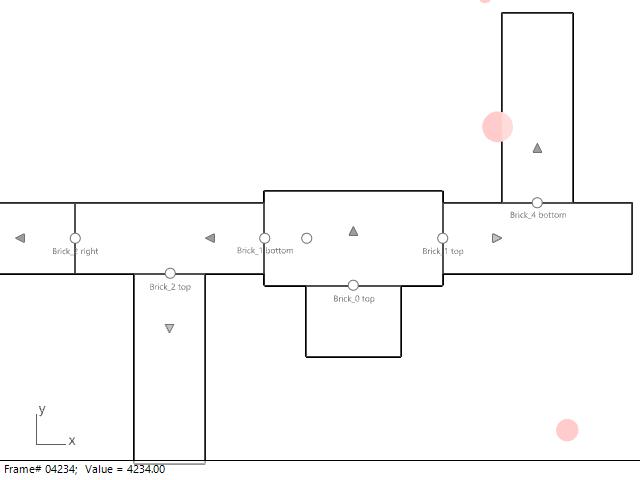 Brick_4 bottom
Brick_ right
Brick_1 bottom
Brick_1 top
Brick_2 top
Brick_0 top
y
x
Frame# 04234; Value = 4234.00